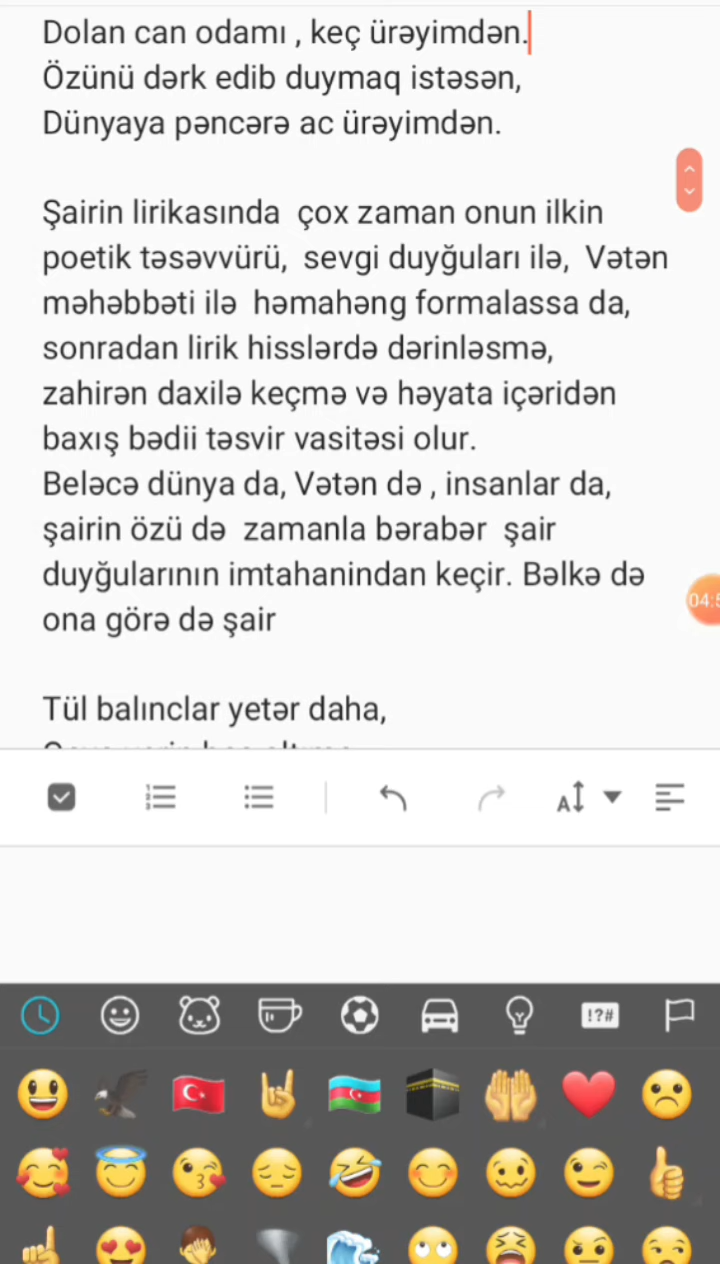 Dolan can odamı , keç ürəyimdən.
Özünü dərk edib duymaq istəsən,
Dünyaya pəncərə ac ürəyimdən.
Şairin lirikasında  çox zaman onun ilkin
poetik təsəvvürü,  sevgi duyğuları ilə,  Vətən
məhəbbəti ilə  həmahəng formalassa da,
sonradan lirik hisslərdə dərinləsmə,
zahirən daxilə keçmə və həyata içəridən
baxış bədii təsvir vasitəsi olur.
Beləcə dünya da, Vətən də , insanlar da,
şairin özü də  zamanla bərabər  şair
duyğularının imtahanindan keçir. Bəlkə də
04:5
ona görə də şair
Tül balınclar yetər daha,
A
!?#